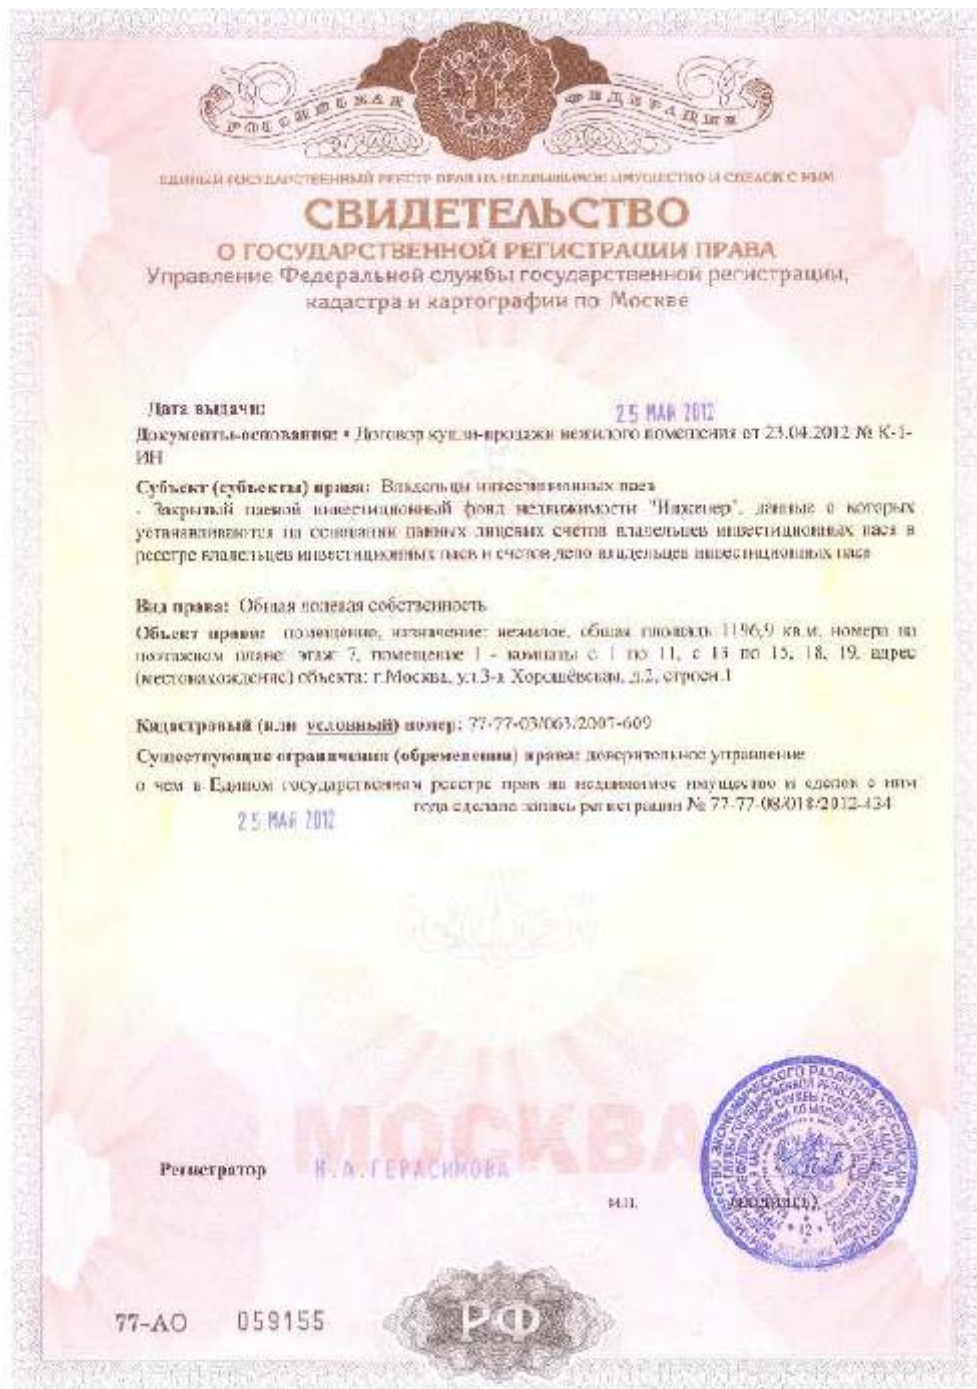 РОССИЙСКАЯ ФЕДЕРАЦИЯ
ЕДИНЫЙ ГОСУДАРСТВЕННЫЙ РЕЕСТР ПРАВ НА НЕДВИЖИМОЕ ИМУЩЕСТВО И СДЕЛОК С НИМ
СВИДЕТЕЛЬСТВО
О ГОСУДАРСТВЕННОЙ РЕГИСТРАЦИИ ПРАВА
Управление Федеральной службы государственной регистрации,
кадастра и картографии по Москве
Дата выдачи:
25 МАЯ 2012
Документы-основания: • Договор купли-продажи нежилого помещения от 23.04.2012 № К-1-
ИН
Субъект (субъекты) права: Владельцы инвестиционных паев
- Закрытый паевой инвестиционный фонд недвижимости "Инженер", данные о которых
устанавливаются на основании данных лицевых счетов владельцев инвестиционных паев в
реестре владельцев инвестиционных паев и счетов депо владельцев инвестиционных паев
Вид права: Общая долевая собственность
Объект права: помещение, назначение: нежилое, общая площадь 1196,9 кв.м, номера на
поэтажном плане: этаж 7, помещение I - комнаты с 1 по 11, с 13 по 15, 18, 19, адрес
(местонахождение) объекта: г.Москва, ул.3-я Хорошёвская, д.2, строен.1
Кадастровый (или условный) номер: 77-77-03/063/2007-609
Существующие ограничения (обременения) права: доверительное управление
о чем в Едином государственном реестре прав на недвижимое имущество и сделок с ним
года сделана запись регистрации № 77-77-08/018/2012-434
25 МАЯ 2012
МОСКВА
Регистратор
Н.А.ГЕРАСИМОВА
М.П.
(подпись)
77-АО 059155
РФ